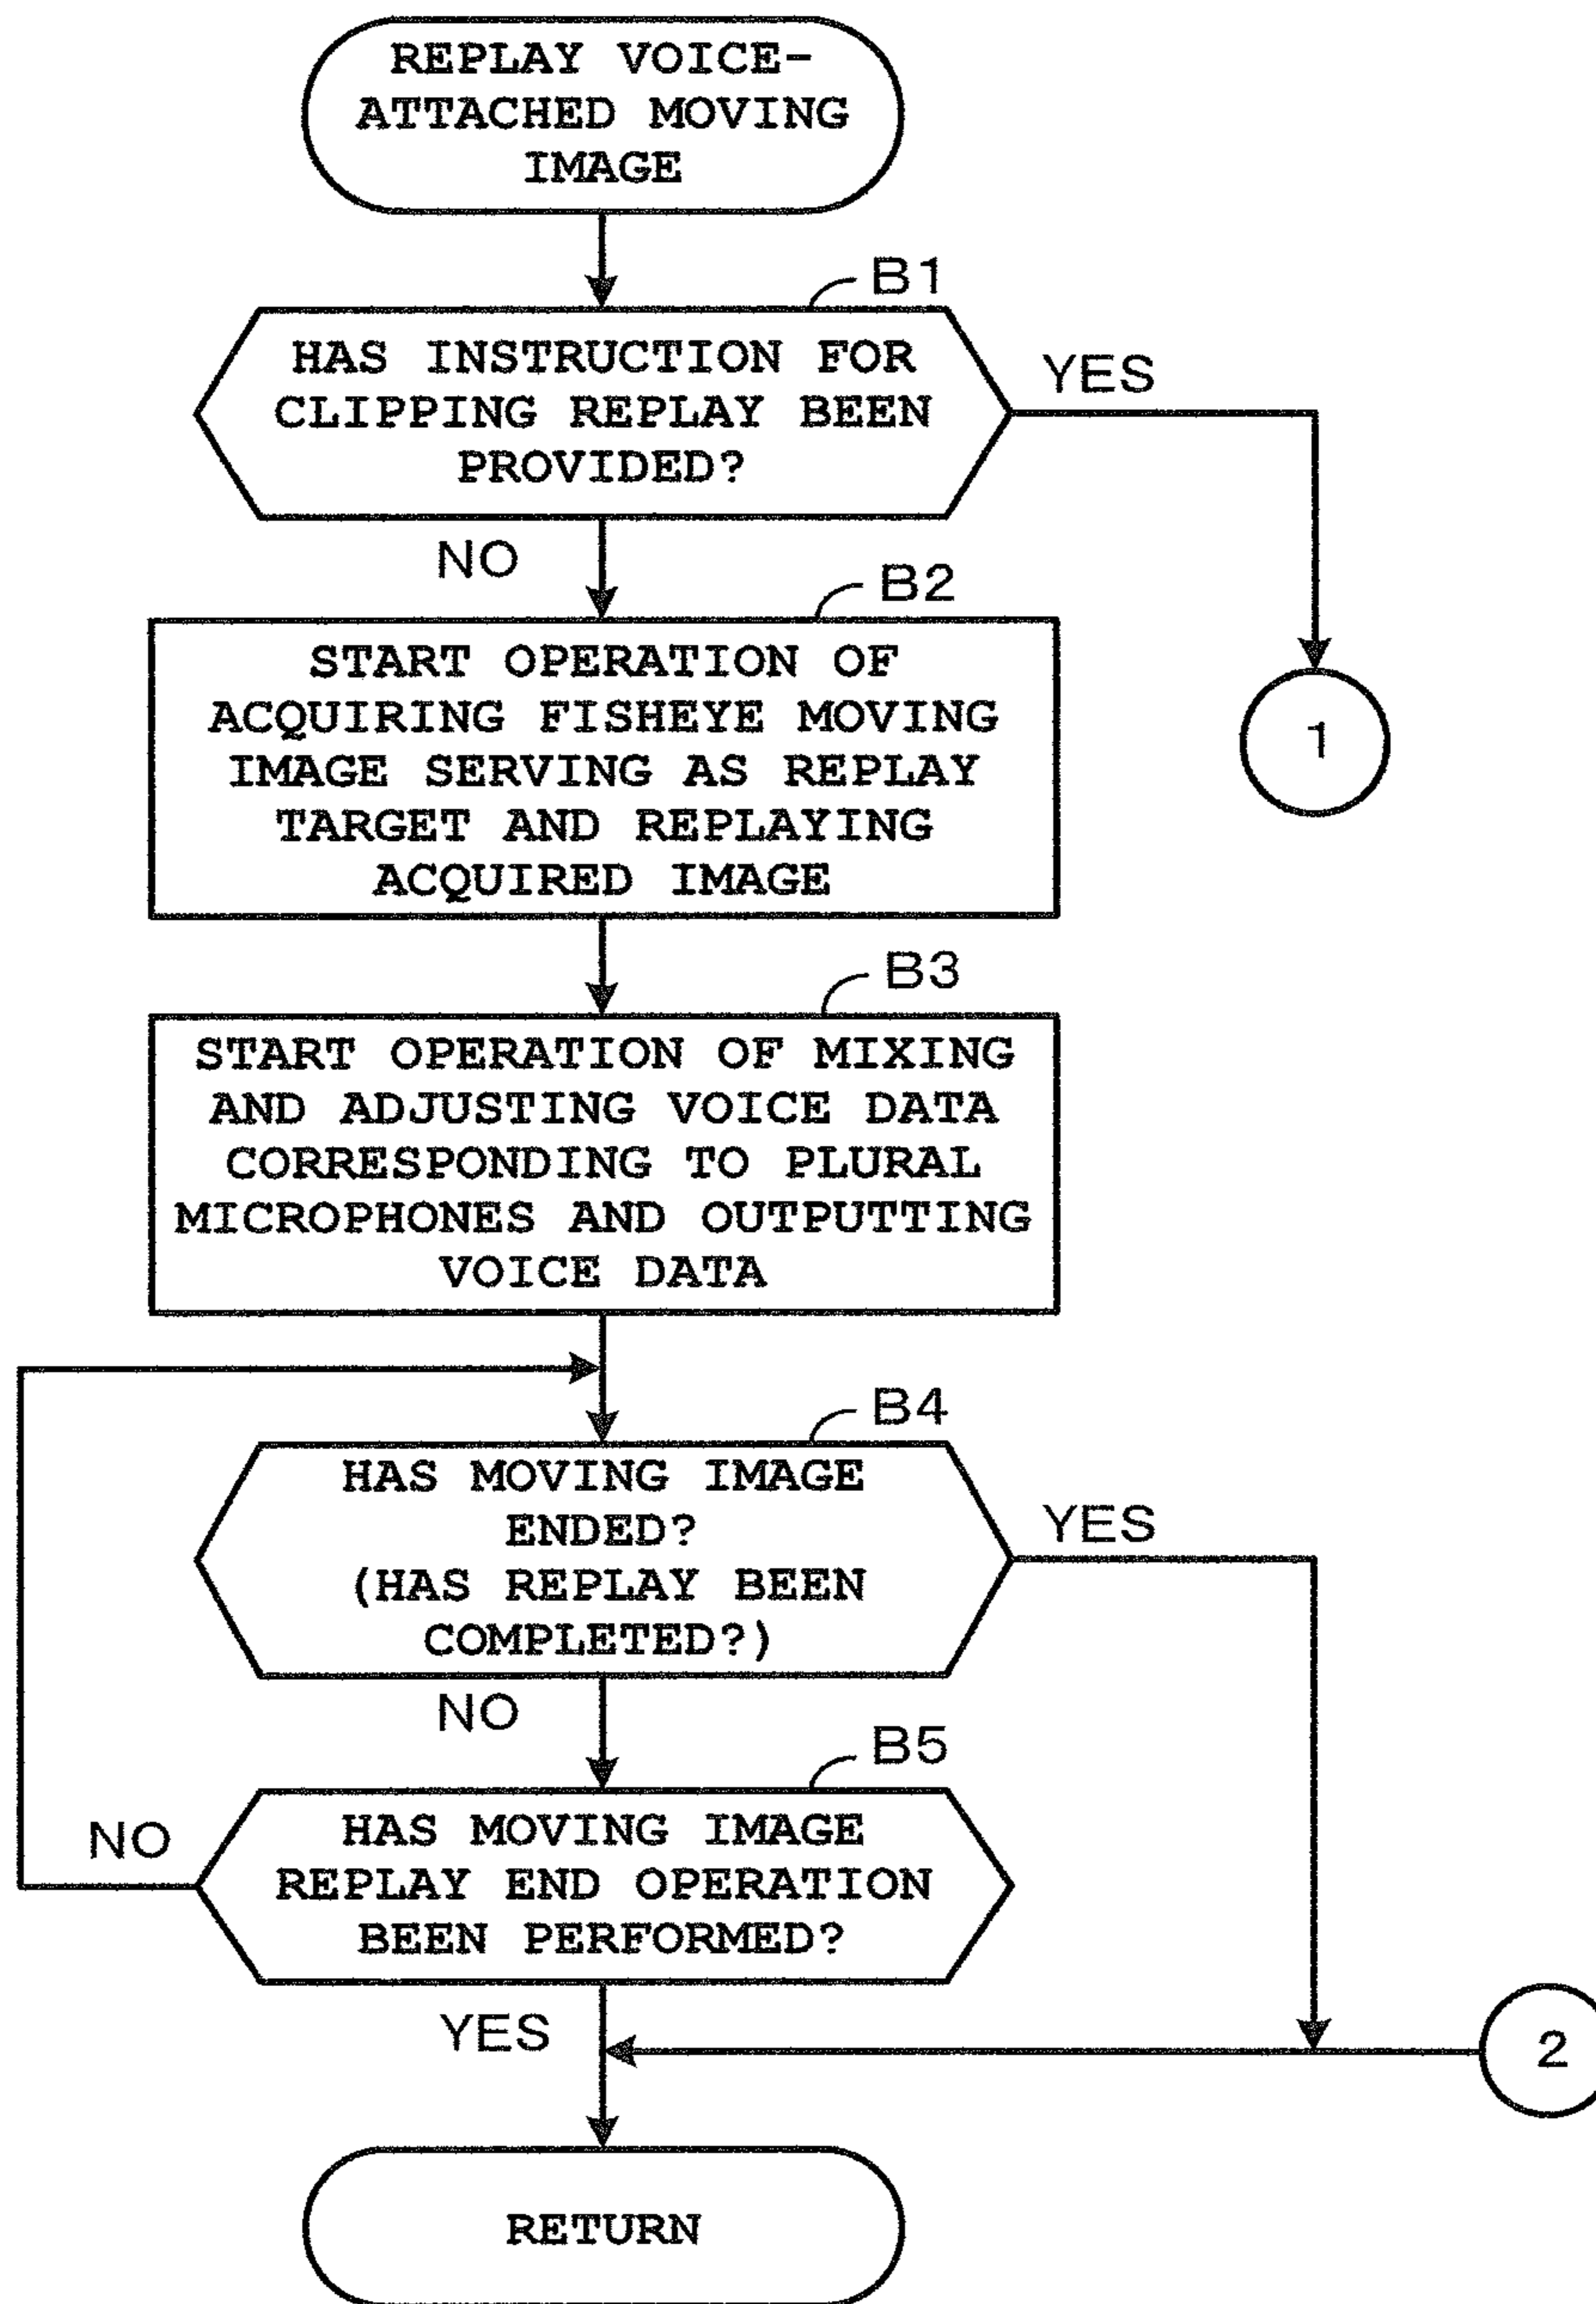 REPLAY VOICE-
ATTACHED MOVING
IMAGE
B1
HAS INSTRUCTION FOR
CLIPPING REPLAY BEEN
PROVIDED?
YES
NO
1
B2
START OPERATION OF
ACQUIRING FISHEYE MOVING
IMAGE SERVING AS REPLAY
TARGET AND REPLAYING
ACQUIRED IMAGE
B3
START OPERATION OF MIXING
AND ADJUSTING VOICE DATA
CORRESPONDING TO PLURAL
MICROPHONES AND OUTPUTTING
VOICE DATA
B4
HAS MOVING IMAGE
ENDED?
(HAS REPLAY BEEN
COMPLETED?)
YES
NO
B5
HAS MOVING IMAGE
REPLAY END OPERATION
BEEN PERFORMED?
NO
YES
2
RETURN